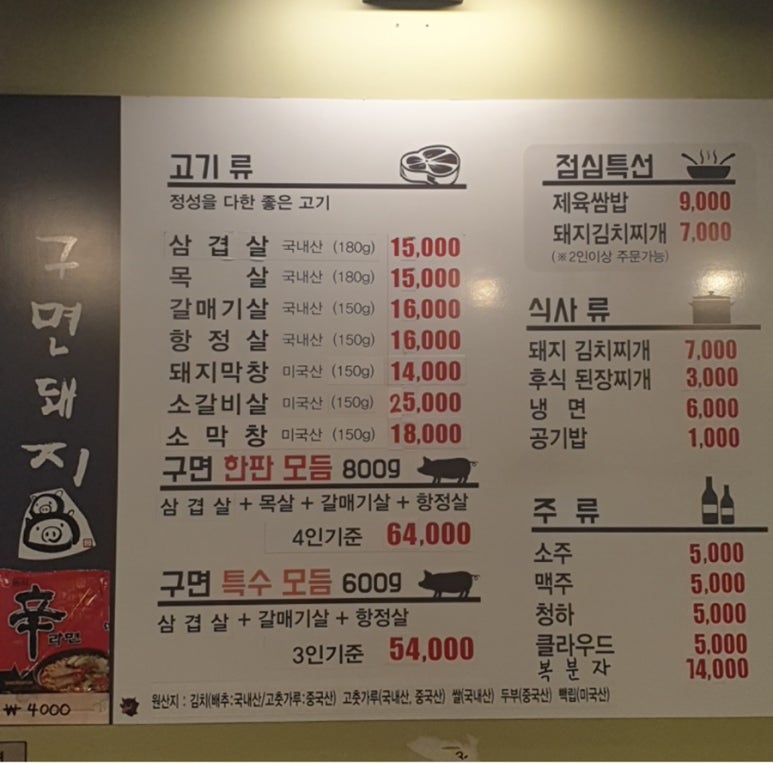 구면돼지
辛라면
₩ 4000
고기 류
정성을 다한 좋은 고기
삼 겹 살 국내산 (180g) 15,000
목 살 국내산 (180g) 15,000
갈매기살 국내산 (150g) 16,000
항 정 살 국내산 (150g) 16,000
돼지막창 미국산 (150g) 14,000
소갈비살 미국산 (150g) 25,000
소 막 창 미국산 (150g) 18,000
구면 한판 모듬 800g
삼 겹 살 + 목살 + 갈매기살 + 항정살
4인기준 64,000
구면 특수 모듬 600g
삼 겹 살 + 갈매기살 + 항정살
3인기준 54,000
점심특선
제육쌈밥 9,000
돼지김치찌개 7,000
(※2인이상 주문가능)
식사 류
돼지 김치찌개 7,000
후식 된장찌개 3,000
냉 면 6,000
공기밥 1,000
주 류
소주 5,000
맥주 5,000
청하 5,000
클라우드 5,000
복 분 자 14,000
원산지 : 김치(배추:국내산/고춧가루:중국산) 고춧가루(국내산, 중국산) 쌀(국내산) 두부(중국산) 빽립(미국산)